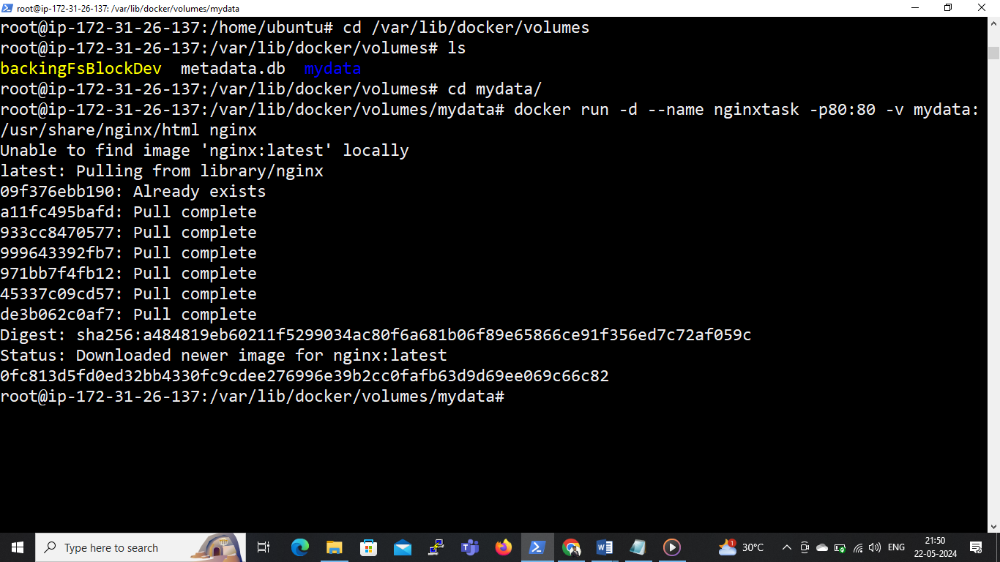 root@ip-172-31-26-137: /var/lib/docker/volumes/mydata
root@ip-172-31-26-137:/home/ubuntu# cd /var/lib/docker/volumes
root@ip-172-31-26-137:/var/lib/docker/volumes# ls
backingFsBlockDev  metadata.db  mydata
root@ip-172-31-26-137:/var/lib/docker/volumes# cd mydata/
root@ip-172-31-26-137:/var/lib/docker/volumes/mydata# docker run -d --name nginxtask -p80:80 -v mydata:
/usr/share/nginx/html nginx
Unable to find image 'nginx:latest' locally
latest: Pulling from library/nginx
09f376ebb190: Already exists
a11fc495bafd: Pull complete
933cc8470577: Pull complete
999643392fb7: Pull complete
971bb7f4fb12: Pull complete
45337c09cd57: Pull complete
de3b062c0af7: Pull complete
Digest: sha256:a484819eb60211f5299034ac80f6a681b06f89e65866ce91f356ed7c72af059c
Status: Downloaded newer image for nginx:latest
0fc813d5fd0ed32bb4330fc9cdee276996e39b2cc0fafb63d9d69ee069c66c82
root@ip-172-31-26-137:/var/lib/docker/volumes/mydata#
Type here to search
1
30°C
ENG
21:50
22-05-2024